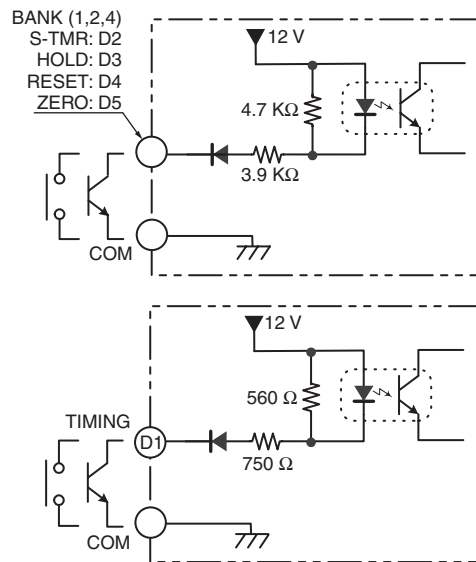 BANK (1,2,4)
S-TMR: D2
HOLD: D3
RESET: D4
ZERO: D5
12 V
4.7 KΩ
3.9 KΩ
COM
12 V
560 Ω
TIMING
D1
750 Ω
COM